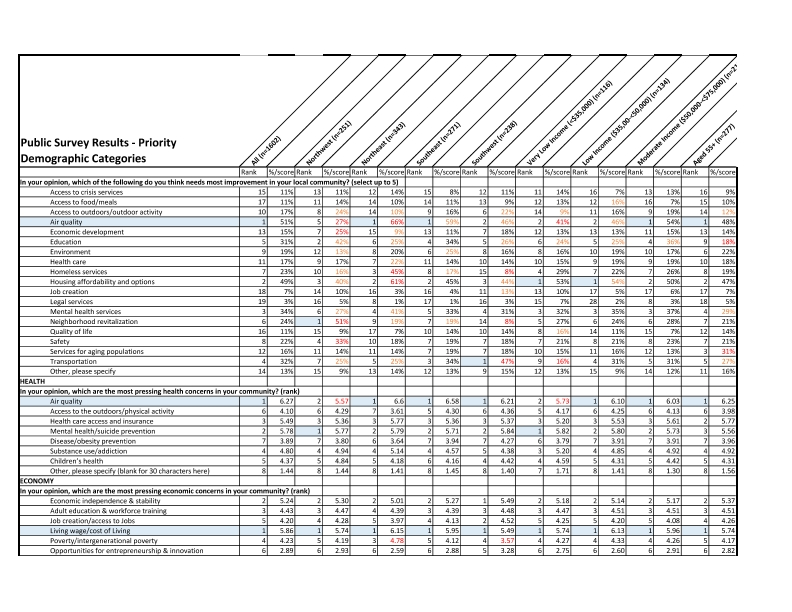 All (n=1602)
Northwest (n=251)
Northeast (n=343)
Southeast (n=271)
Southwest (n=238)
Very Low Income (<$35,000) (n=116)
Low Income ($35,00-<50,000) (n=134)
Moderate Income ($50,000-<$75,000) (n=2
Aged 55+ (n=277)
Public Survey Results - Priority
Demographic Categories
Rank %/score Rank %/score Rank %/score Rank %/score Rank %/score Rank %/score Rank %/score Rank %/score Rank %/score
In your opinion, which of the following do you think needs most improvement in your local community? (select up to 5)
Access to crisis services 15 11% 13 11% 12 14% 15 8% 12 11% 11 14% 16 7% 13 13% 16 9%
Access to food/meals 17 11% 11 14% 14 10% 14 11% 13 9% 12 13% 12 16% 16 7% 15 10%
Access to outdoors/outdoor activity 10 17% 8 24% 14 10% 9 16% 6 22% 14 9% 11 16% 9 19% 14 12%
Air quality 1 51% 5 27% 1 66% 1 59% 2 46% 2 41% 2 46% 1 54% 1 48%
Economic development 13 15% 7 25% 15 9% 13 11% 7 18% 12 13% 13 13% 11 15% 13 14%
Education 5 31% 2 42% 6 25% 4 34% 5 26% 6 24% 5 25% 4 36% 9 18%
Environment 9 19% 12 13% 8 20% 6 25% 8 16% 8 16% 10 19% 10 17% 6 22%
Health care 11 17% 9 17% 7 22% 11 14% 10 14% 10 15% 9 19% 9 19% 10 18%
Homeless services 7 23% 10 16% 3 45% 8 17% 15 8% 4 29% 7 22% 7 26% 8 19%
Housing affordability and options 2 49% 3 40% 2 61% 2 45% 3 44% 1 53% 1 54% 2 50% 2 47%
Job creation 18 7% 14 10% 16 3% 16 4% 11 13% 13 10% 17 5% 17 6% 17 7%
Legal services 19 3% 16 5% 8 1% 17 1% 16 3% 15 7% 28 2% 8 3% 18 5%
Mental health services 3 34% 6 27% 4 41% 5 33% 4 31% 3 32% 3 35% 3 37% 4 29%
Neighborhood revitalization 6 24% 1 51% 9 19% 7 19% 14 8% 5 27% 6 24% 6 28% 7 21%
Quality of life 16 11% 15 9% 17 7% 10 14% 10 14% 8 16% 14 11% 15 7% 12 14%
Safety 8 22% 4 33% 10 18% 7 19% 7 18% 7 20% 8 21% 8 23% 7 21%
Services for aging populations 12 16% 11 14% 11 14% 7 19% 7 18% 10 15% 11 16% 12 13% 3 31%
Transportation 4 32% 7 25% 5 25% 3 34% 1 47% 9 16% 4 31% 5 31% 5 27%
Other, please specify 14 13% 15 9% 13 14% 12 13% 9 15% 12 13% 15 9% 14 12% 11 16%
HEALTH
In your opinion, which are the most pressing health concerns in your community? (rank)
Air quality 1 6.27 2 5.57 1 6.6 1 6.58 1 6.21 2 5.73 1 6.10 1 6.03 1 6.25
Access to the outdoors/physical activity 6 4.10 6 4.29 7 3.61 5 4.30 6 4.36 5 4.17 6 4.25 6 4.13 6 3.98
Health care access and insurance 3 5.49 3 5.36 3 5.77 3 5.36 3 5.37 3 5.20 3 5.53 3 5.61 2 5.77
Mental health/suicide prevention 2 5.78 1 5.77 2 5.79 2 5.71 2 5.84 1 5.82 2 5.80 2 5.73 3 5.56
Disease/obesity prevention 7 3.89 7 3.80 6 3.64 7 3.94 7 4.27 6 3.79 7 3.91 7 3.91 7 3.96
Substance use/addiction 4 4.80 4 4.94 4 5.14 4 4.57 5 4.38 3 5.20 4 4.85 4 4.92 4 4.92
Children's health 5 4.37 5 4.84 5 4.18 6 4.16 4 4.42 4 4.59 5 4.31 5 4.42 5 4.31
Other, please specify (blank for 30 characters here) 8 1.44 8 1.44 8 1.41 8 1.45 8 1.40 7 1.71 8 1.41 8 1.30 8 1.56
ECONOMY
In your opinion, which are the most pressing economic concerns in your community? (rank)
Economic independence & stability 2 5.24 2 5.30 2 5.01 2 5.27 1 5.49 2 5.18 2 5.14 2 5.17 2 5.37
Adult education & workforce training 3 4.43 3 4.47 4 4.39 3 4.39 3 4.48 3 4.47 3 4.51 3 4.51 3 4.51
Job creation/access to Jobs 5 4.20 4 4.28 5 3.97 4 4.13 2 4.52 5 4.25 5 4.20 5 4.08 4 4.26
Living wage/cost of Living 1 5.86 1 5.74 1 6.15 1 5.95 1 5.49 1 5.74 1 6.13 1 5.96 1 5.74
Poverty/intergenerational poverty 4 4.23 5 4.19 3 4.78 5 4.12 4 3.57 4 4.27 4 4.33 4 4.26 5 4.17
Opportunities for entrepreneurship & innovation 6 2.89 6 2.93 6 2.59 6 2.88 5 3.28 6 2.75 6 2.60 6 2.91 6 2.82